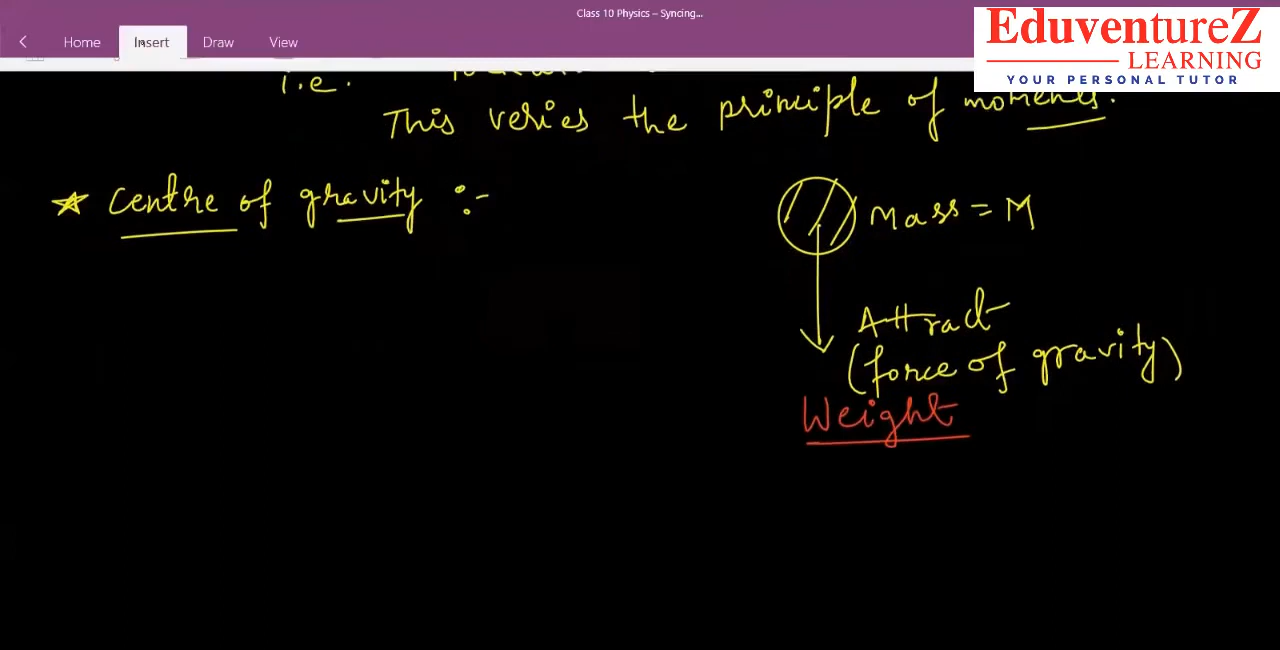 Class 10 Physics – Syncing...
EduventureZ
LEARNING
YOUR PERSONAL TUTOR
Home Insert Draw View
i.e.
This veries the principle of moments.
★ Centre of gravity :-
Mass = M
Attract
(force of gravity)
Weight